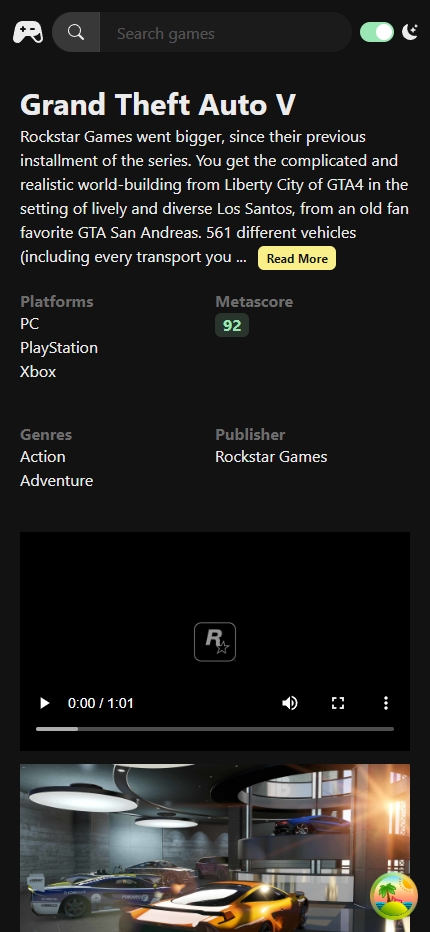 Search games
Grand Theft Auto V
Rockstar Games went bigger, since their previous
installment of the series. You get the complicated and
realistic world-building from Liberty City of GTA4 in the
setting of lively and diverse Los Santos, from an old fan
favorite GTA San Andreas. 561 different vehicles
(including every transport you ... Read More
Platforms
Metascore
PC
92
PlayStation
Xbox
Genres
Publisher
Action
Rockstar Games
Adventure
R
0:00 / 1:01